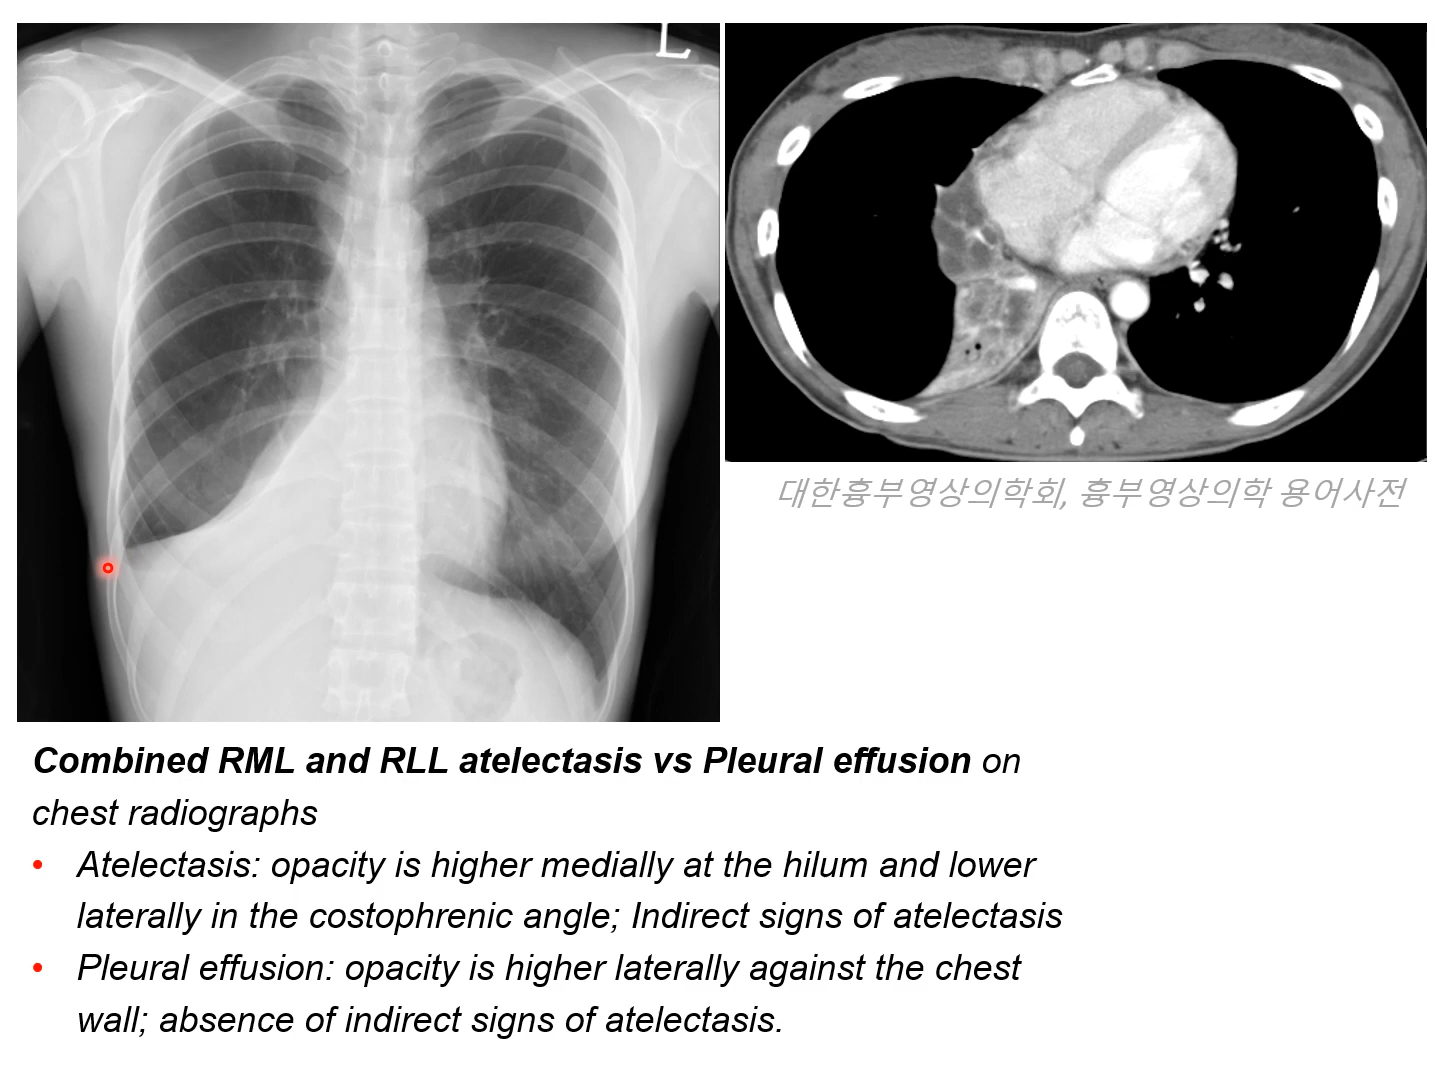 L
대한흉부영상의학회, 흉부영상의학 용어사전
Combined RML and RLL atelectasis vs Pleural effusion on
chest radiographs
• Atelectasis: opacity is higher medially at the hilum and lower
laterally in the costophrenic angle; Indirect signs of atelectasis
• Pleural effusion: opacity is higher laterally against the chest
wall; absence of indirect signs of atelectasis.